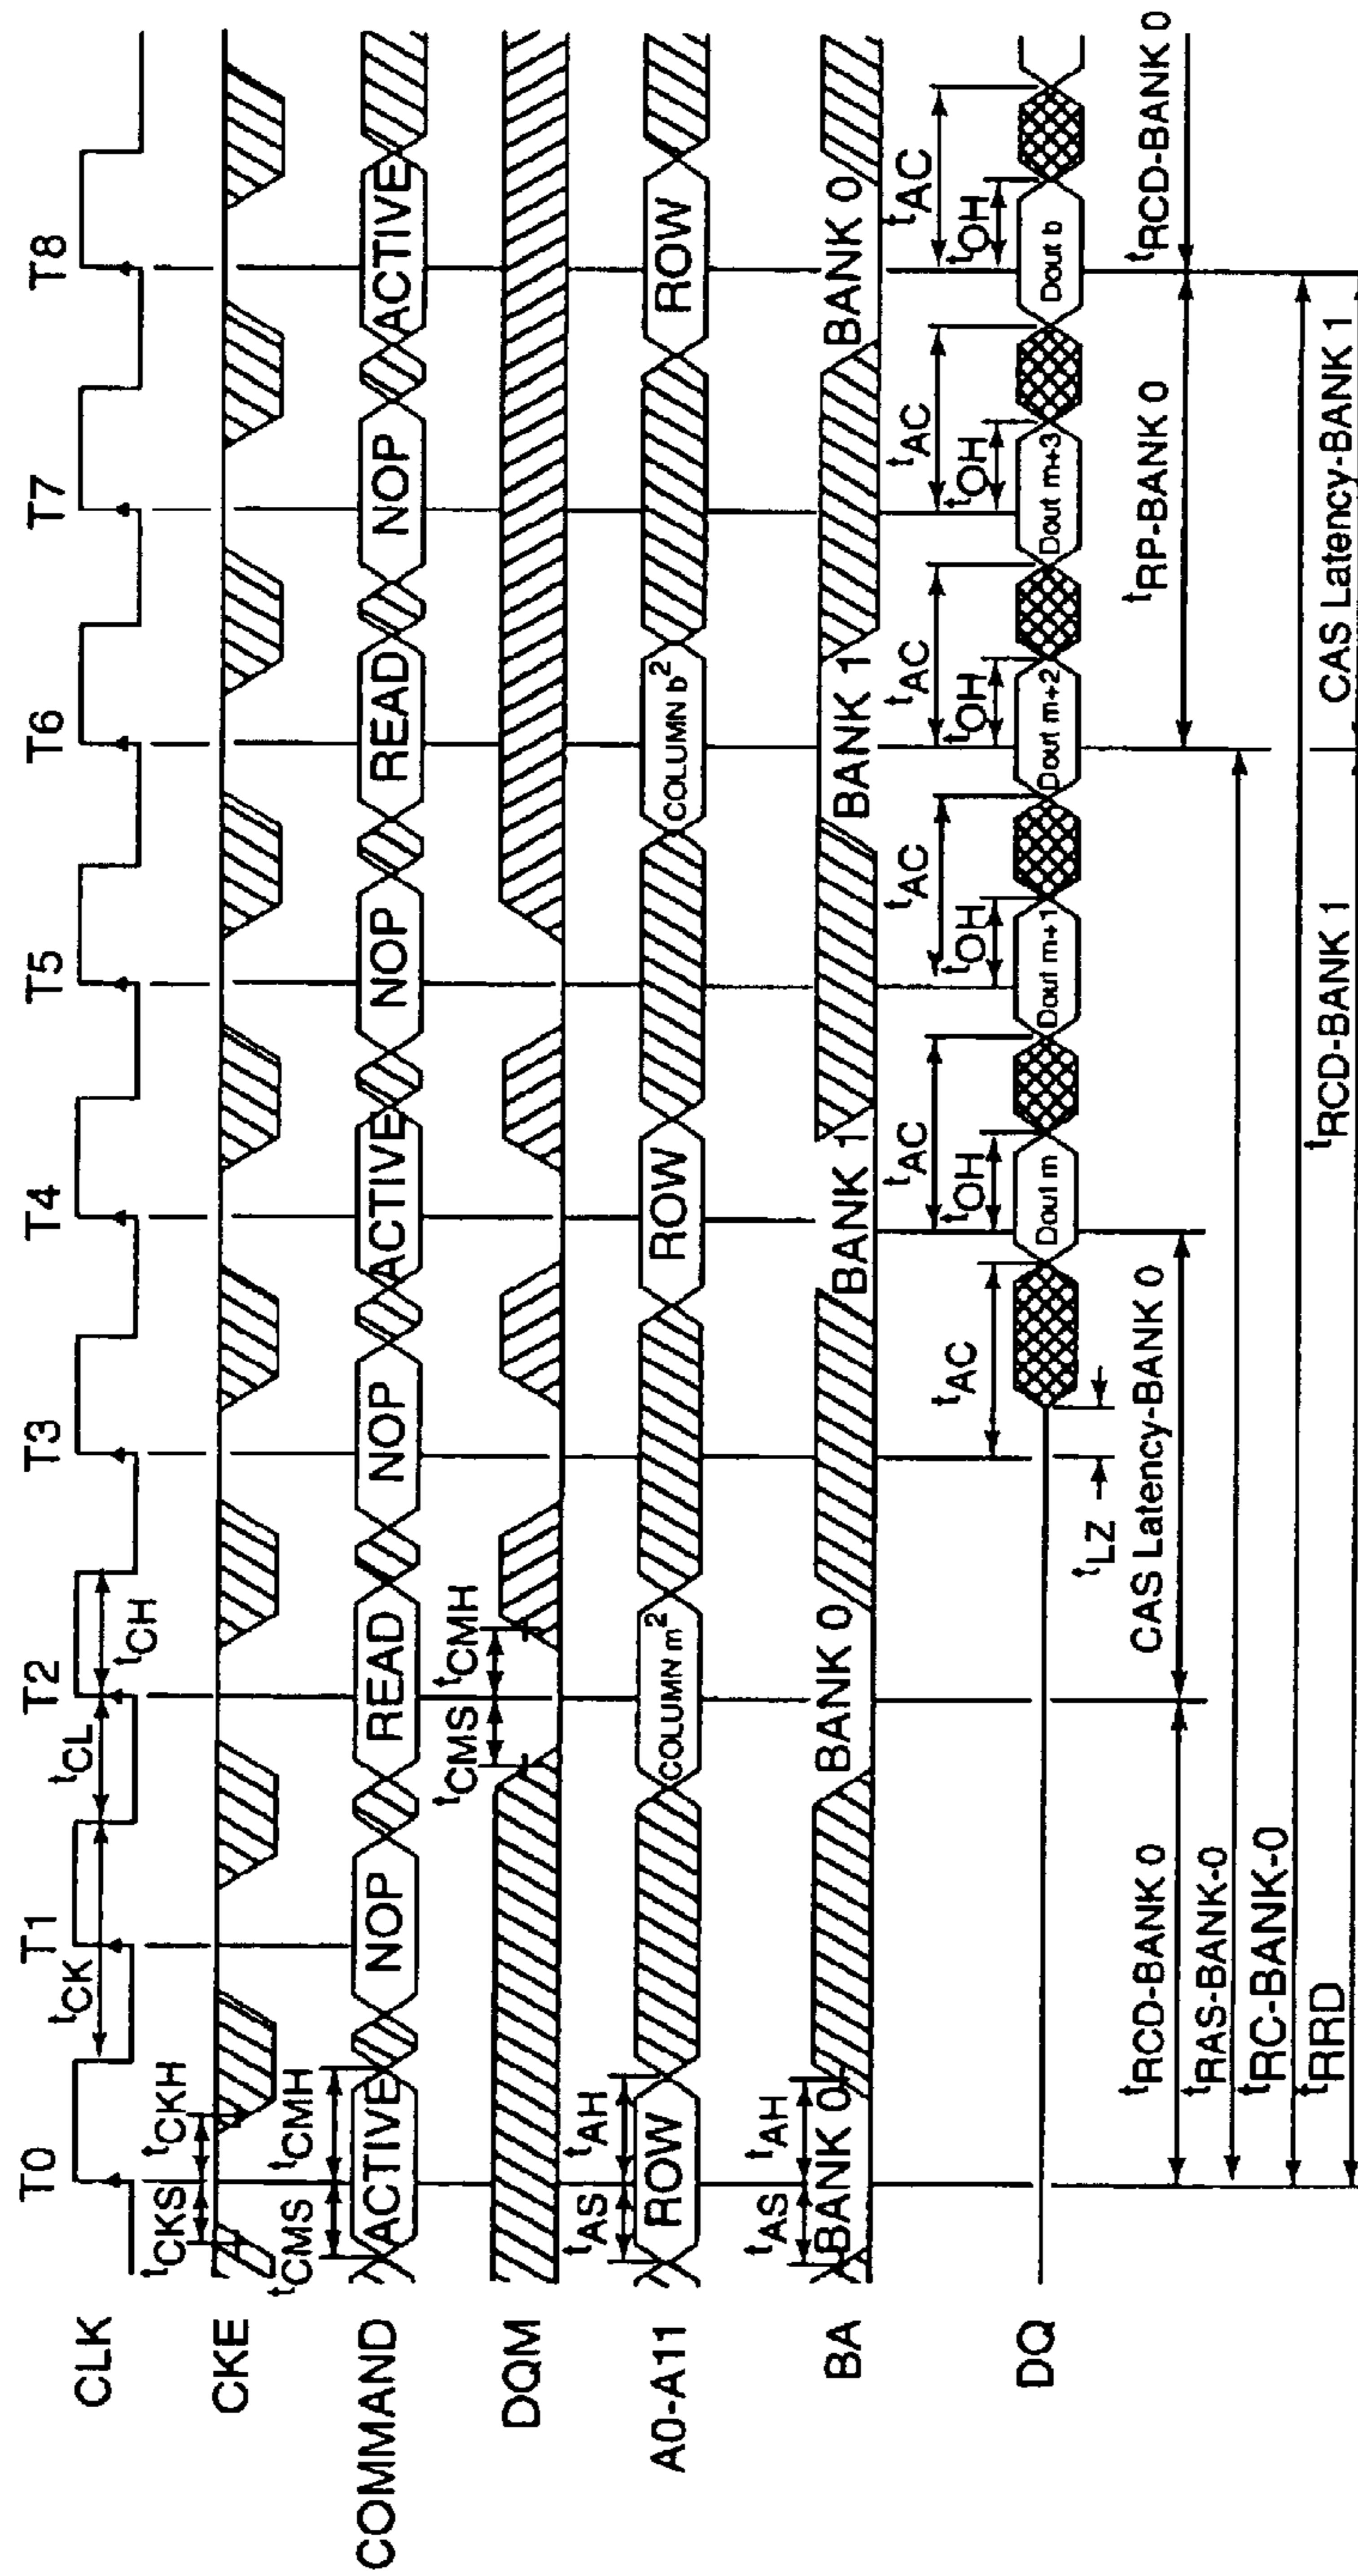 T0 T1 T2 T3 T4 T5 T6 T7 T8
CLK
tCK tCL tCH
CKE
tCKS tCKH
COMMAND
tCMS tCMH
ACTIVE NOP READ NOP ACTIVE NOP READ NOP ACTIVE
DQM
tCMS tCMH
A0-A11
tAS tAH
ROW COLUMN m2 ROW COLUMN b2 ROW
BA
tAS tAH
BANK 0 BANK 0 BANK 1 BANK 1 BANK 0
tAC tAC tAC tAC tAC tAC
tOH tOH tOH tOH tOH
DQ
Dout m Dout m+1 Dout m+2 Dout m+3 Dout b
tLZ
tRCD-BANK 0 CAS Latency-BANK 0 tRP-BANK 0 tRCD-BANK 0
tRAS-BANK-0
tRC-BANK-0
tRRD tRCD-BANK 1 CAS Latency-BANK 1